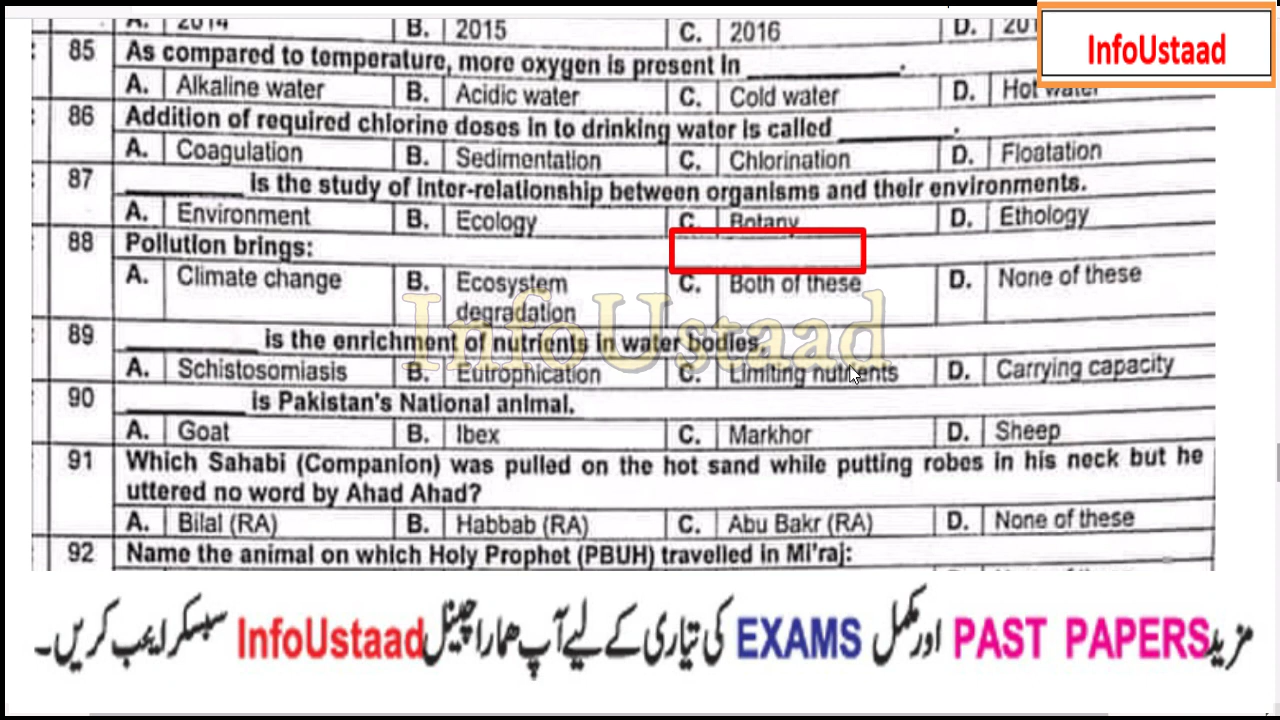 A. 2014 B. 2015 C. 2016 D. 201
InfoUstaad
85 As compared to temperature, more oxygen is present in ________.
A. Alkaline water B. Acidic water C. Cold water D. Hot water
86 Addition of required chlorine doses in to drinking water is called ________.
A. Coagulation B. Sedimentation C. Chlorination D. Floatation
87 ________ is the study of inter-relationship between organisms and their environments.
A. Environment B. Ecology C. Botany D. Ethology
88 Pollution brings:
A. Climate change B. Ecosystem degradation C. Both of these D. None of these
InfoUstaad
89 ________ is the enrichment of nutrients in water bodies.
A. Schistosomiasis B. Eutrophication C. Limiting nutrients D. Carrying capacity
90 ________ is Pakistan's National animal.
A. Goat B. Ibex C. Markhor D. Sheep
91 Which Sahabi (Companion) was pulled on the hot sand while putting robes in his neck but he
uttered no word by Ahad Ahad?
A. Bilal (RA) B. Habbab (RA) C. Abu Bakr (RA) D. None of these
92 Name the animal on which Holy Prophet (PBUH) travelled in Mi'raj:
مزید PAST PAPERS اور مکمل EXAMS کی تیاری کے لیے آپ ہمارا چینل InfoUstaad سبسکرائب کریں۔